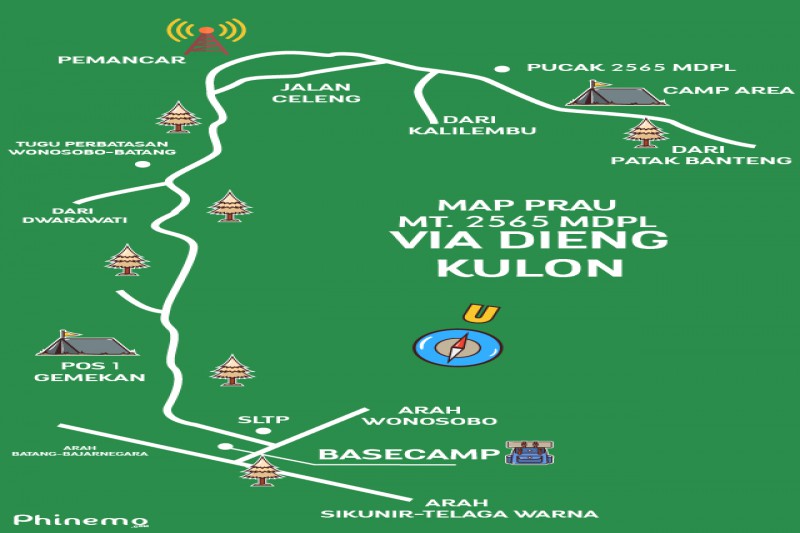 PEMANCAR
PUCAK 2565 MDPL
JALAN
CELENG
CAMP AREA
DARI
KALILEMBU
TUGU PERBATASAN
WONOSOBO-BATANG
DARI
PATAK BANTENG
DARI
DWARAWATI
MAP PRAU
MT. 2565 MDPL
VIA DIENG
KULON
U
POS 1
GEMEKAN
SLTP
ARAH
WONOSOBO
ARAH
BATANG-BAJARNEGARA
BASECAMP
ARAH
SIKUNIR-TELAGA WARNA
Phinemo
.com